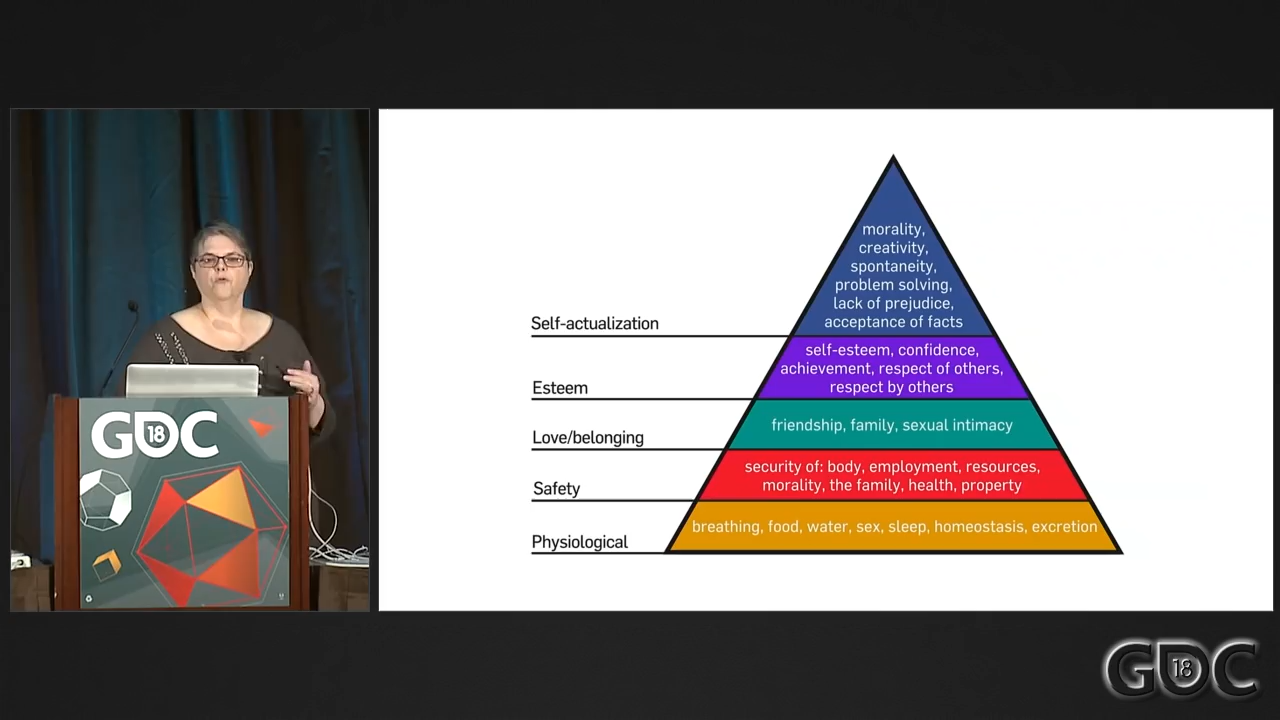 GDC
18
morality,
creativity,
spontaneity,
problem solving,
lack of prejudice,
acceptance of facts
Self-actualization
self-esteem, confidence,
achievement, respect of others,
respect by others
Esteem
friendship, family, sexual intimacy
Love/belonging
security of: body, employment, resources,
morality, the family, health, property
Safety
breathing, food, water, sex, sleep, homeostasis, excretion
Physiological
GDC
18